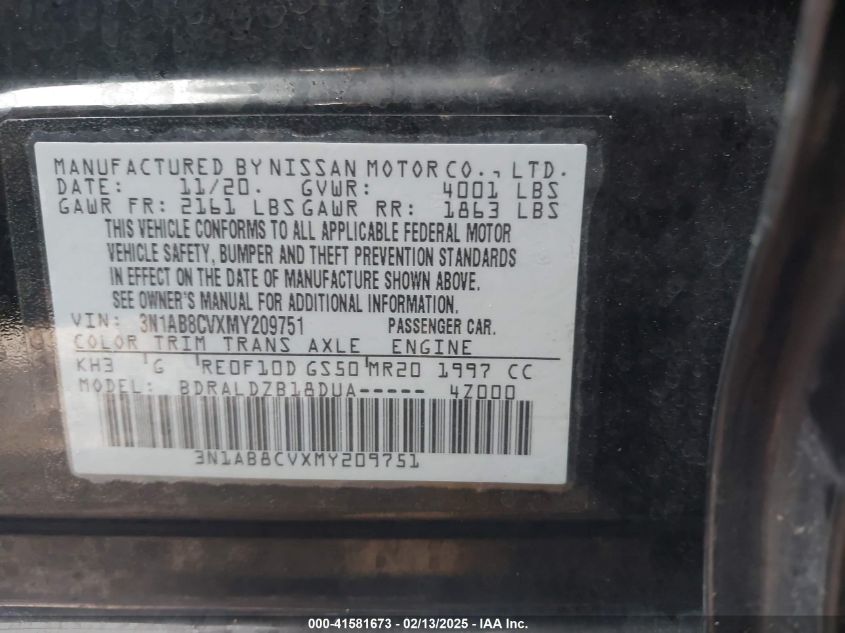 MANUFACTURED BY NISSAN MOTOR CO., LTD.
DATE: 11/20. GVWR: 4001 LBS
GAWR FR: 2161 LBS GAWR RR: 1863 LBS
THIS VEHICLE CONFORMS TO ALL APPLICABLE FEDERAL MOTOR
VEHICLE SAFETY, BUMPER AND THEFT PREVENTION STANDARDS
IN EFFECT ON THE DATE OF MANUFACTURE SHOWN ABOVE.
SEE OWNER'S MANUAL FOR ADDITIONAL INFORMATION.
VIN: 3N1AB8CVXMY209751 PASSENGER CAR.
COLOR TRIM TRANS AXLE ENGINE
KH3 G RE0F10D GS50 MR20 1997 CC
MODEL: BDRALDZB18DUA----- 4Z000
3N1AB8CVXMY209751
000-41581673 - 02/13/2025 - IAA Inc.